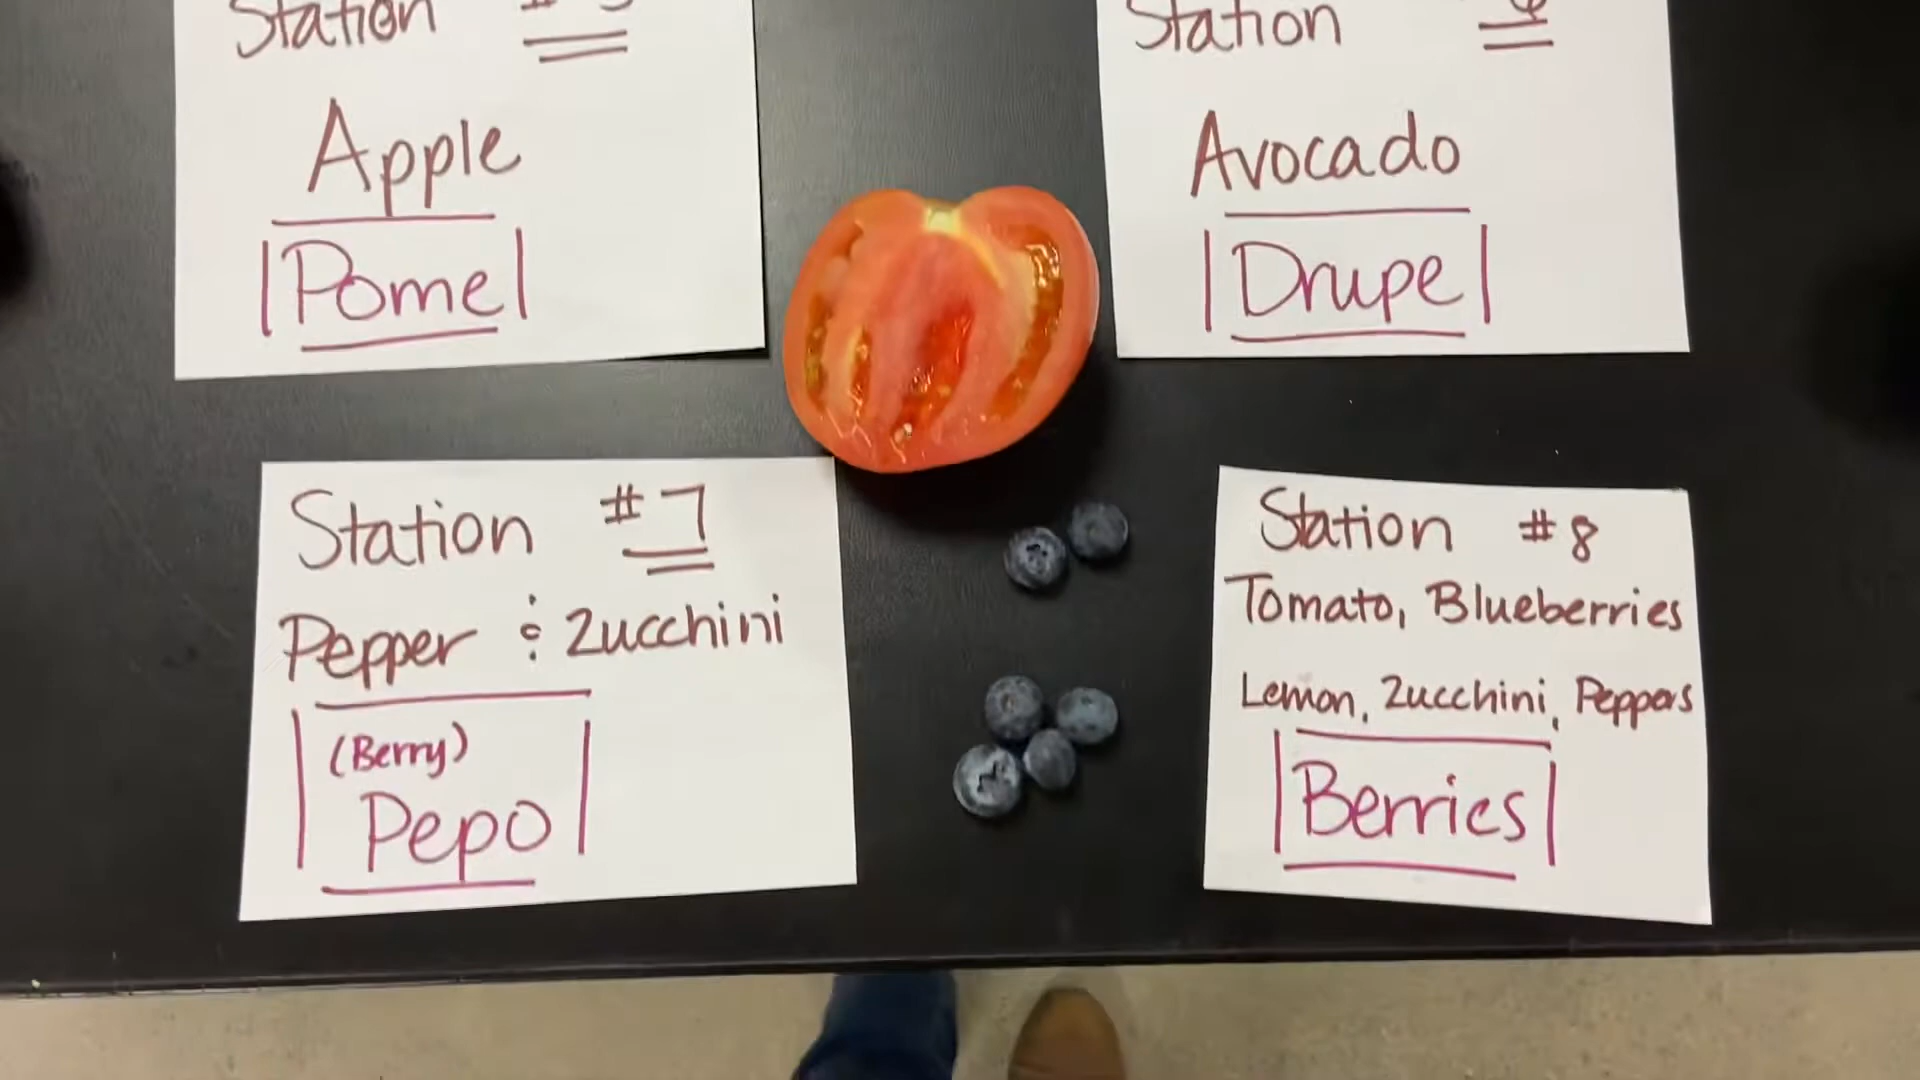 Station
Apple
Pome
Station
Avocado
Drupe
Station #7
Pepper & Zucchini
(Berry)
Pepo
Station #8
Tomato, Blueberries
Lemon, Zucchini, Peppers
Berries